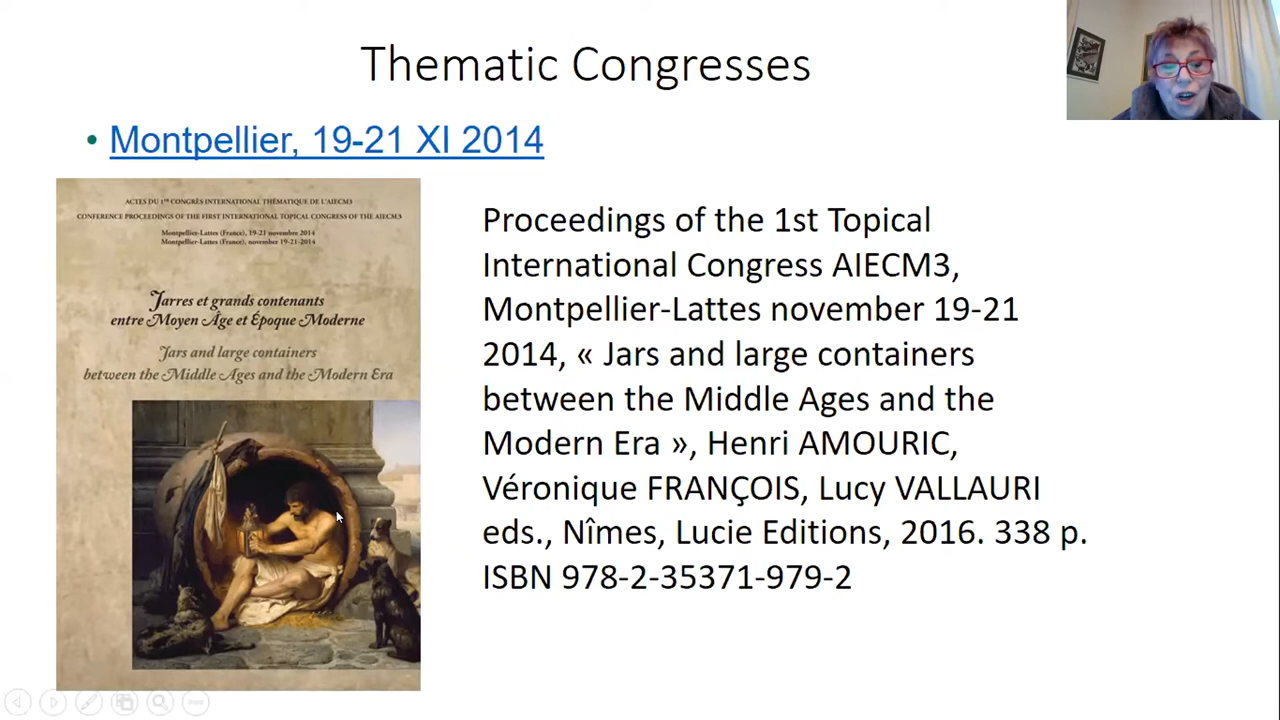 Thematic Congresses
• Montpellier, 19-21 XI 2014
ACTES DU 1ER CONGRÈS INTERNATIONAL THÉMATIQUE DE L'AIECM3
CONFERENCE PROCEEDINGS OF THE FIRST INTERNATIONAL TOPICAL CONGRESS OF THE AIECM3
Montpellier-Lattes (France), 19-21 novembre 2014
Montpellier-Lattes (France), november 19-21-2014
Jarres et grands contenants
entre Moyen Âge et Époque Moderne
Jars and large containers
between the Middle Ages and the Modern Era
Proceedings of the 1st Topical
International Congress AIECM3,
Montpellier-Lattes november 19-21
2014, « Jars and large containers
between the Middle Ages and the
Modern Era », Henri AMOURIC,
Véronique FRANÇOIS, Lucy VALLAURI
eds., Nîmes, Lucie Editions, 2016. 338 p.
ISBN 978-2-35371-979-2